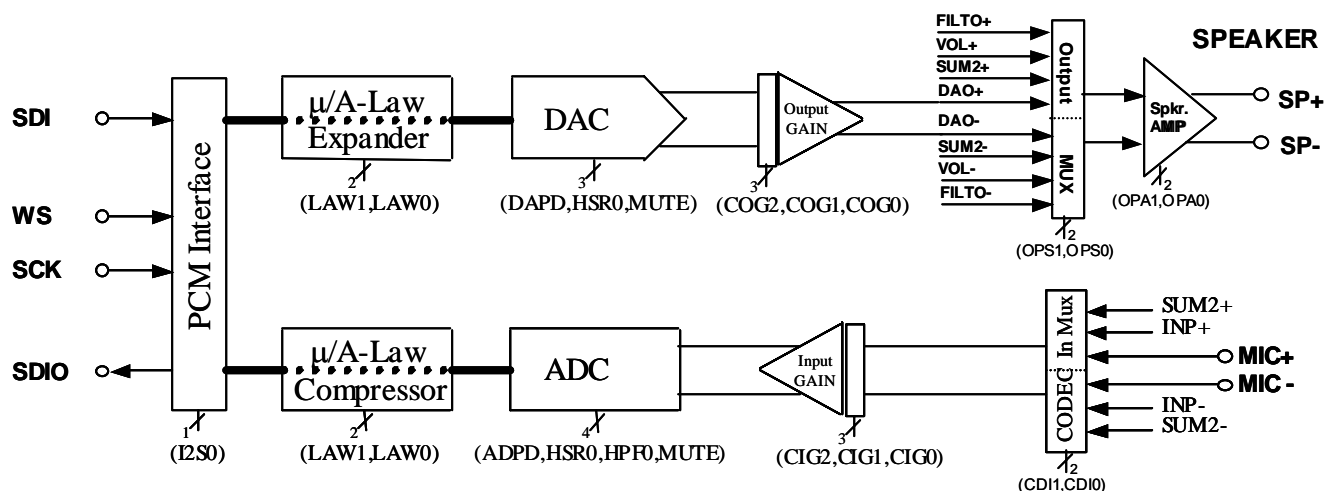 FILTO+
VOL+
SUM2+
DAO+
DAO-
SUM2-
VOL-
FILTO-
Output
MUX
2
(OPS1,OPS0)
SPEAKER
Spkr.
AMP
2
(OPA1,OPA0)
SP+
SP-
SDI
WS
SCK
SDIO
PCM Interface
1
(I2S0)
µ/A-Law
Expander
2
(LAW1,LAW0)
DAC
3
(DAPD,HSR0,MUTE)
Output
GAIN
3
(COG2,COG1,COG0)
µ/A-Law
Compressor
2
(LAW1,LAW0)
ADC
4
(ADPD,HSR0,HPF0,MUTE)
Input
GAIN
3
(CIG2,CIG1,CIG0)
CODEC In Mux
2
(CDI1,CDI0)
SUM2+
INP+
MIC+
MIC-
INP-
SUM2-